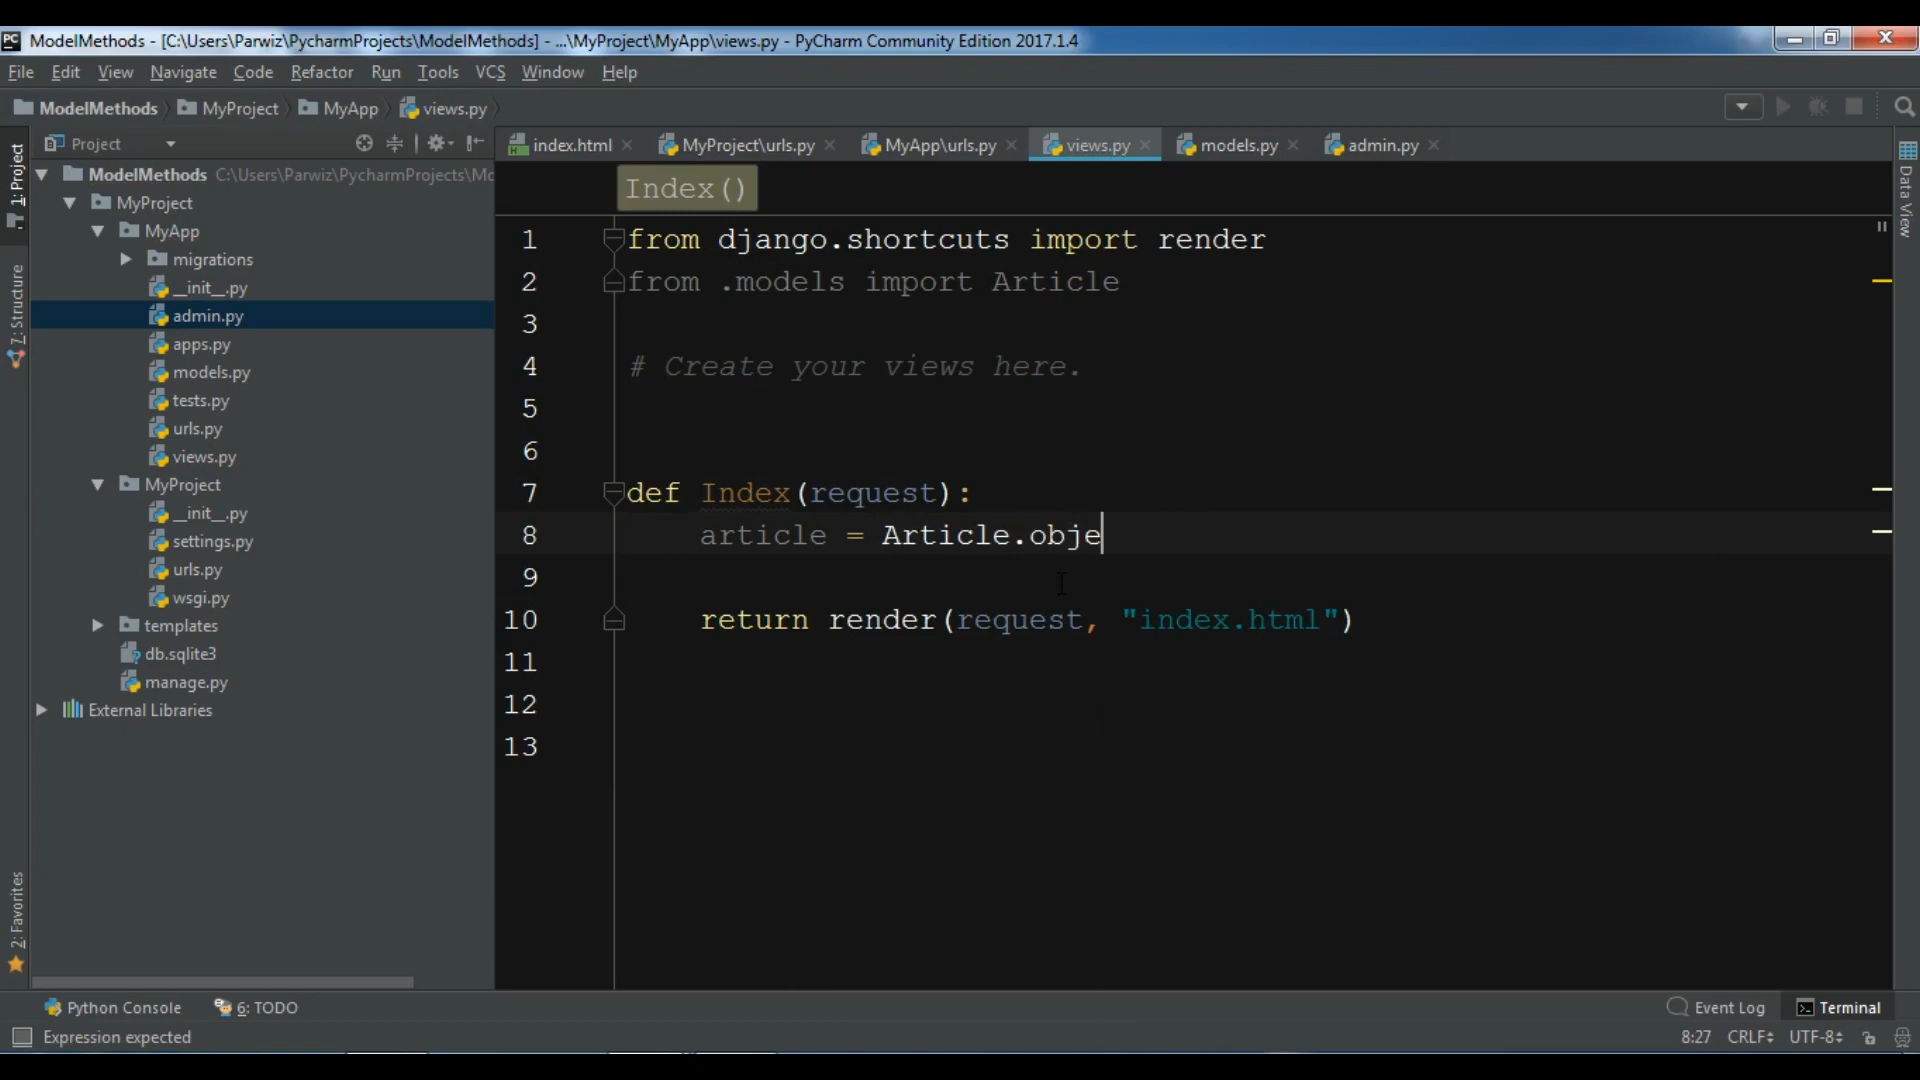 ModelMethods - [C:\Users\Parwiz\PycharmProjects\ModelMethods] - ...\MyProject\MyApp\views.py - PyCharm Community Edition 2017.1.4
File Edit View Navigate Code Refactor Run Tools VCS Window Help
ModelMethods MyProject MyApp views.py
Project
index.html MyProject\urls.py MyApp\urls.py views.py models.py admin.py
1: Project
7: Structure
2: Favorites
ModelMethods C:\Users\Parwiz\PycharmProjects\Mc
MyProject
MyApp
migrations
__init__.py
admin.py
apps.py
models.py
tests.py
urls.py
views.py
MyProject
__init__.py
settings.py
urls.py
wsgi.py
templates
db.sqlite3
manage.py
External Libraries
Index()
1 from django.shortcuts import render
2 from .models import Article
3
4 # Create your views here.
5
6
7 def Index(request):
8 article = Article.obje
9
10 return render(request, "index.html")
11
12
13
Data View
Python Console 6: TODO Event Log Terminal
Expression expected 8:27 CRLF UTF-8